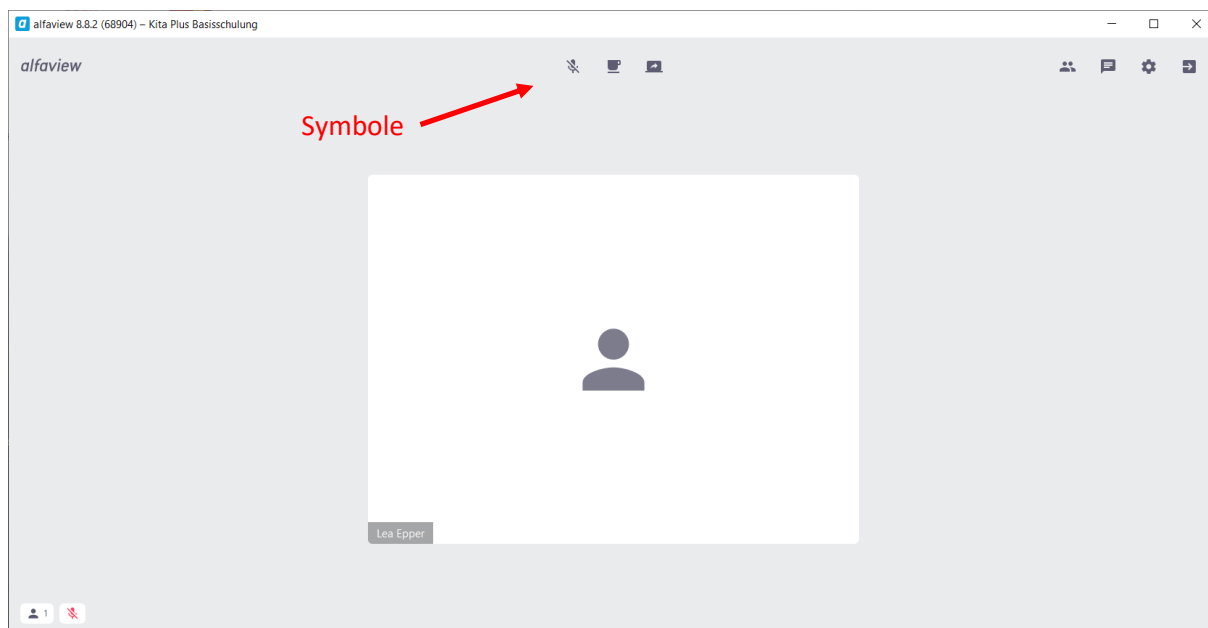 alfaview 8.8.2 (68904) – Kita Plus Basisschulung
alfaview
Symbole
Lea Epper
1